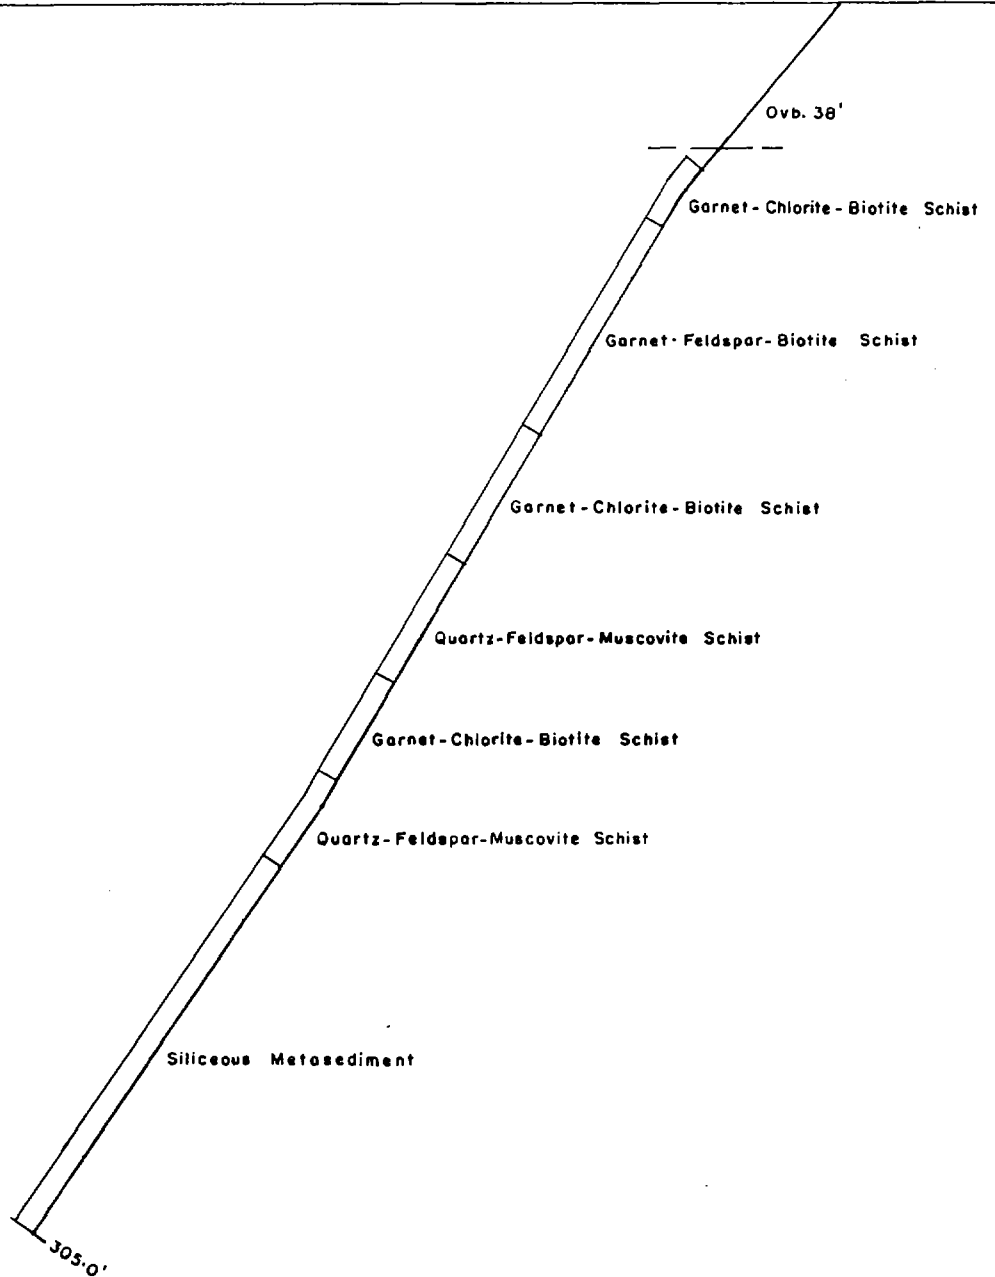 Ovb. 38'
Garnet-Chlorite-Biotite Schist
Garnet-Feldspar-Biotite Schist
Garnet-Chlorite-Biotite Schist
Quartz-Feldspar-Muscovite Schist
Garnet-Chlorite-Biotite Schist
Quartz-Feldspar-Muscovite Schist
Siliceous Metasediment
305.0'